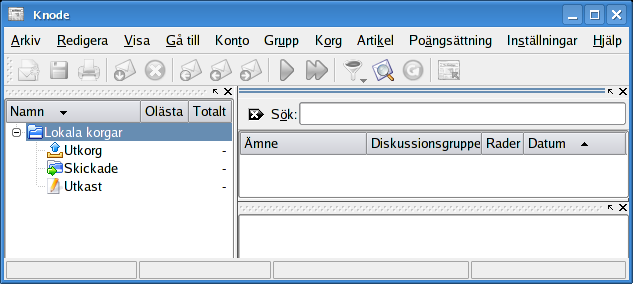 Knode
Arkiv Redigera Visa Gå till Konto Grupp Korg Artikel Poängsättning Inställningar Hjälp
Namn Olästa Totalt
Lokala korgar
Utkorg -
Skickade -
Utkast -
Sök:
Ämne Diskussionsgruppe Rader Datum